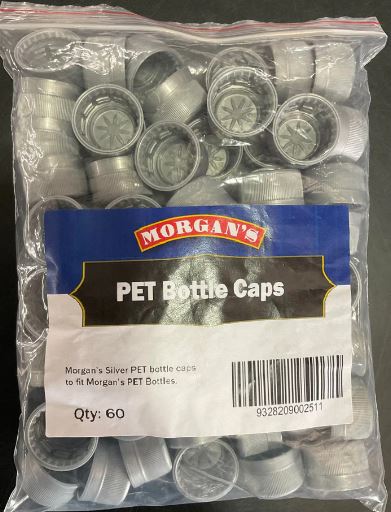 MORGAN'S
PET Bottle Caps
Morgan's Silver PET bottle caps
to fit Morgan's PET Bottles.
Qty: 60
9328209002511